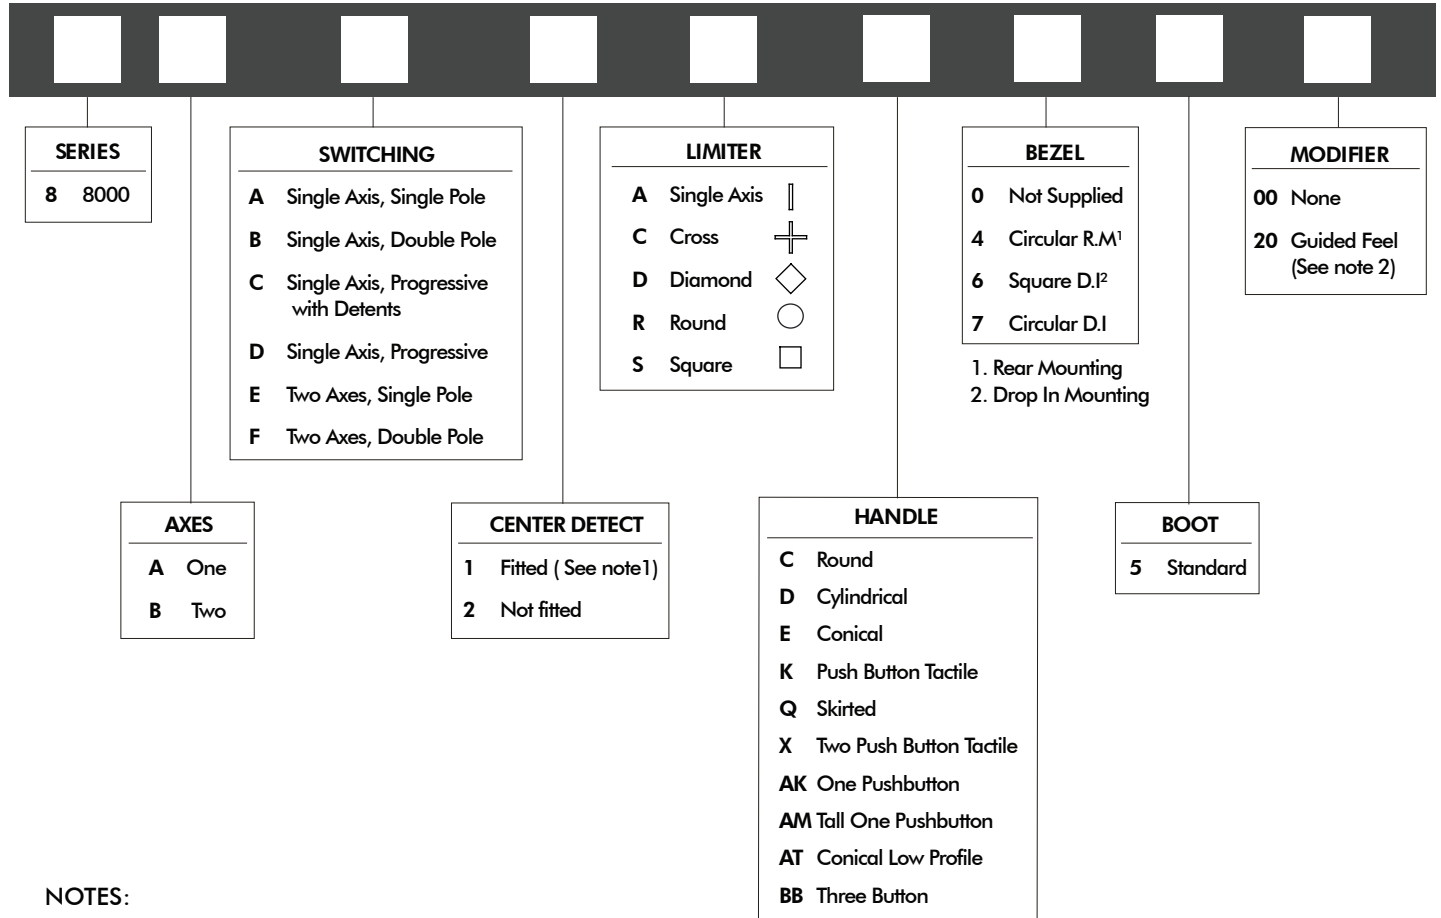 SERIES
8 8000
SWITCHING
A Single Axis, Single Pole
B Single Axis, Double Pole
C Single Axis, Progressive
with Detents
D Single Axis, Progressive
E Two Axes, Single Pole
F Two Axes, Double Pole
LIMITER
A Single Axis
C Cross
D Diamond
R Round
S Square
BEZEL
0 Not Supplied
4 Circular R.M¹
6 Square D.I²
7 Circular D.I
1. Rear Mounting
2. Drop In Mounting
MODIFIER
00 None
20 Guided Feel
(See note 2)
AXES
A One
B Two
CENTER DETECT
1 Fitted ( See note1)
2 Not fitted
HANDLE
C Round
D Cylindrical
E Conical
K Push Button Tactile
Q Skirted
X Two Push Button Tactile
AK One Pushbutton
AM Tall One Pushbutton
AT Conical Low Profile
BB Three Button
BOOT
5 Standard
NOTES: